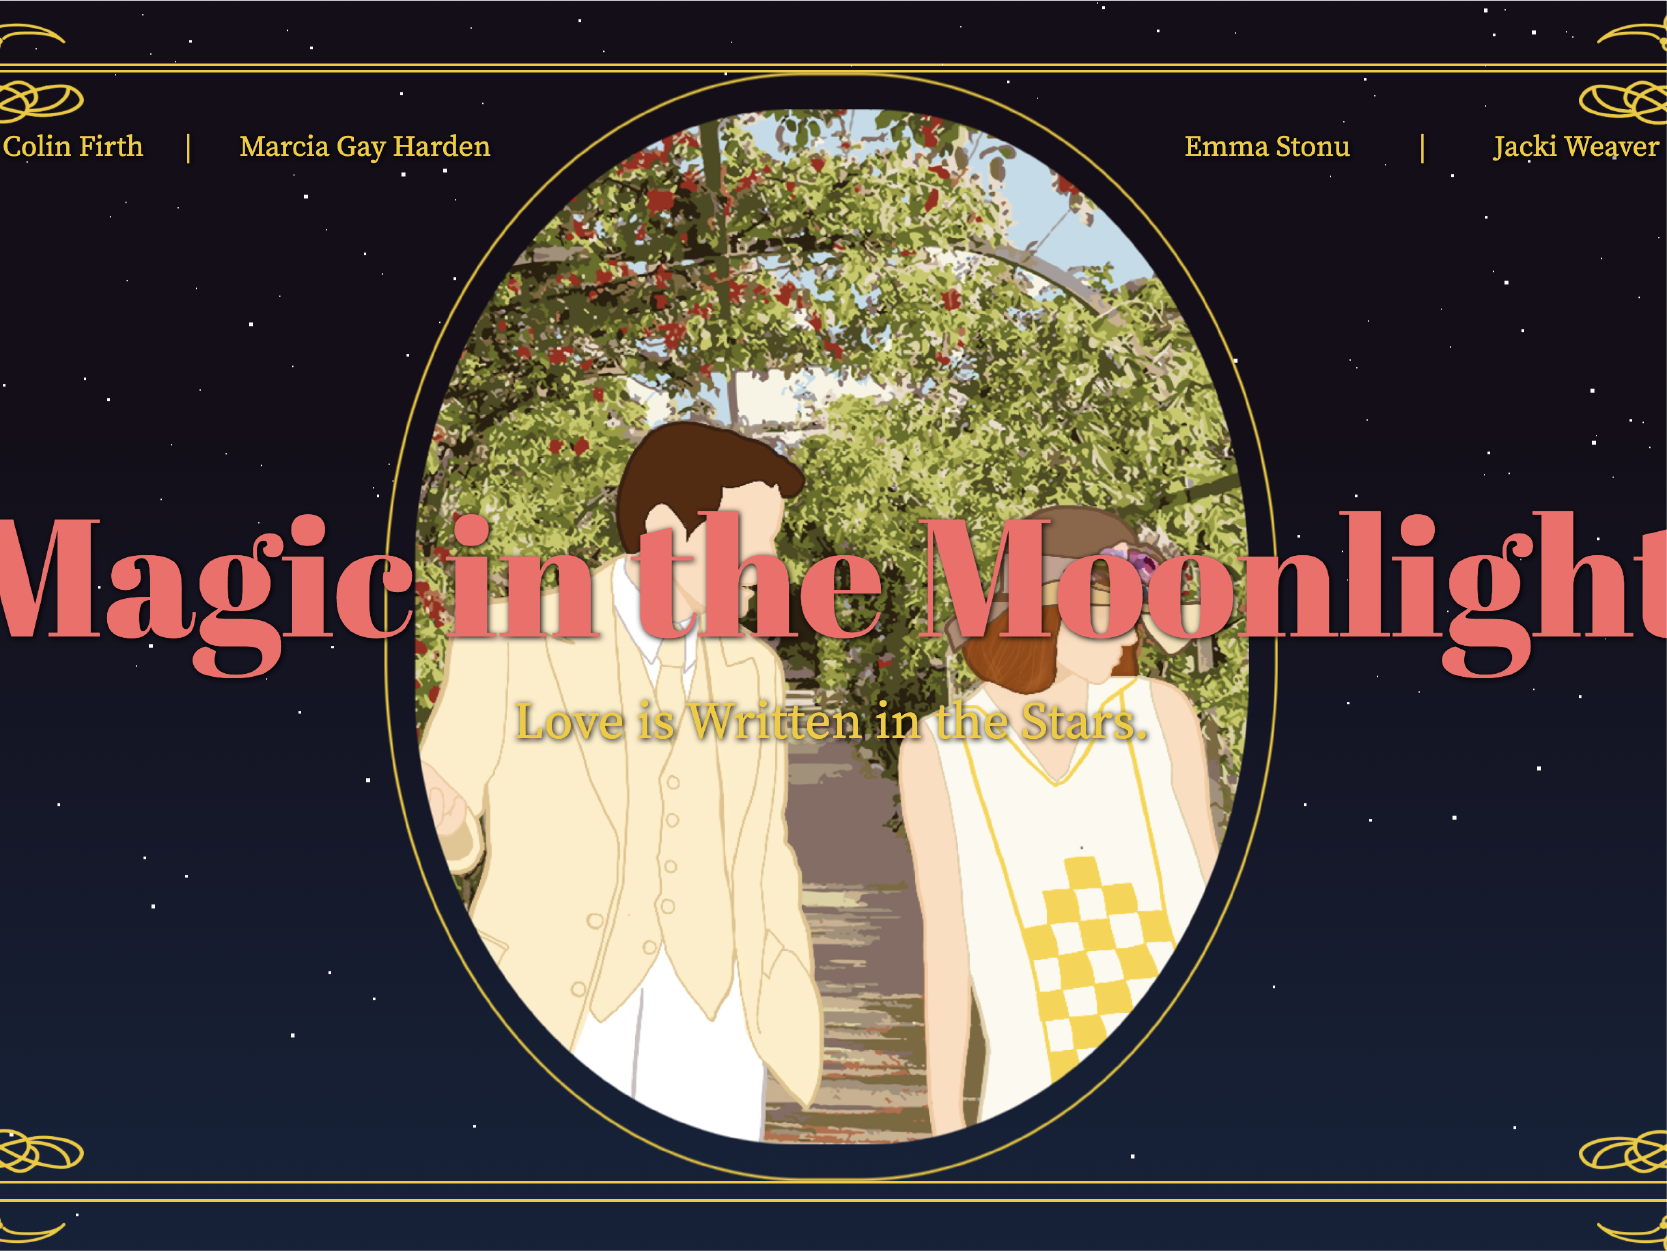 Colin Firth | Marcia Gay Harden Emma Stonu | Jacki Weaver
Magic in the Moonlight
Love is Written in the Stars.